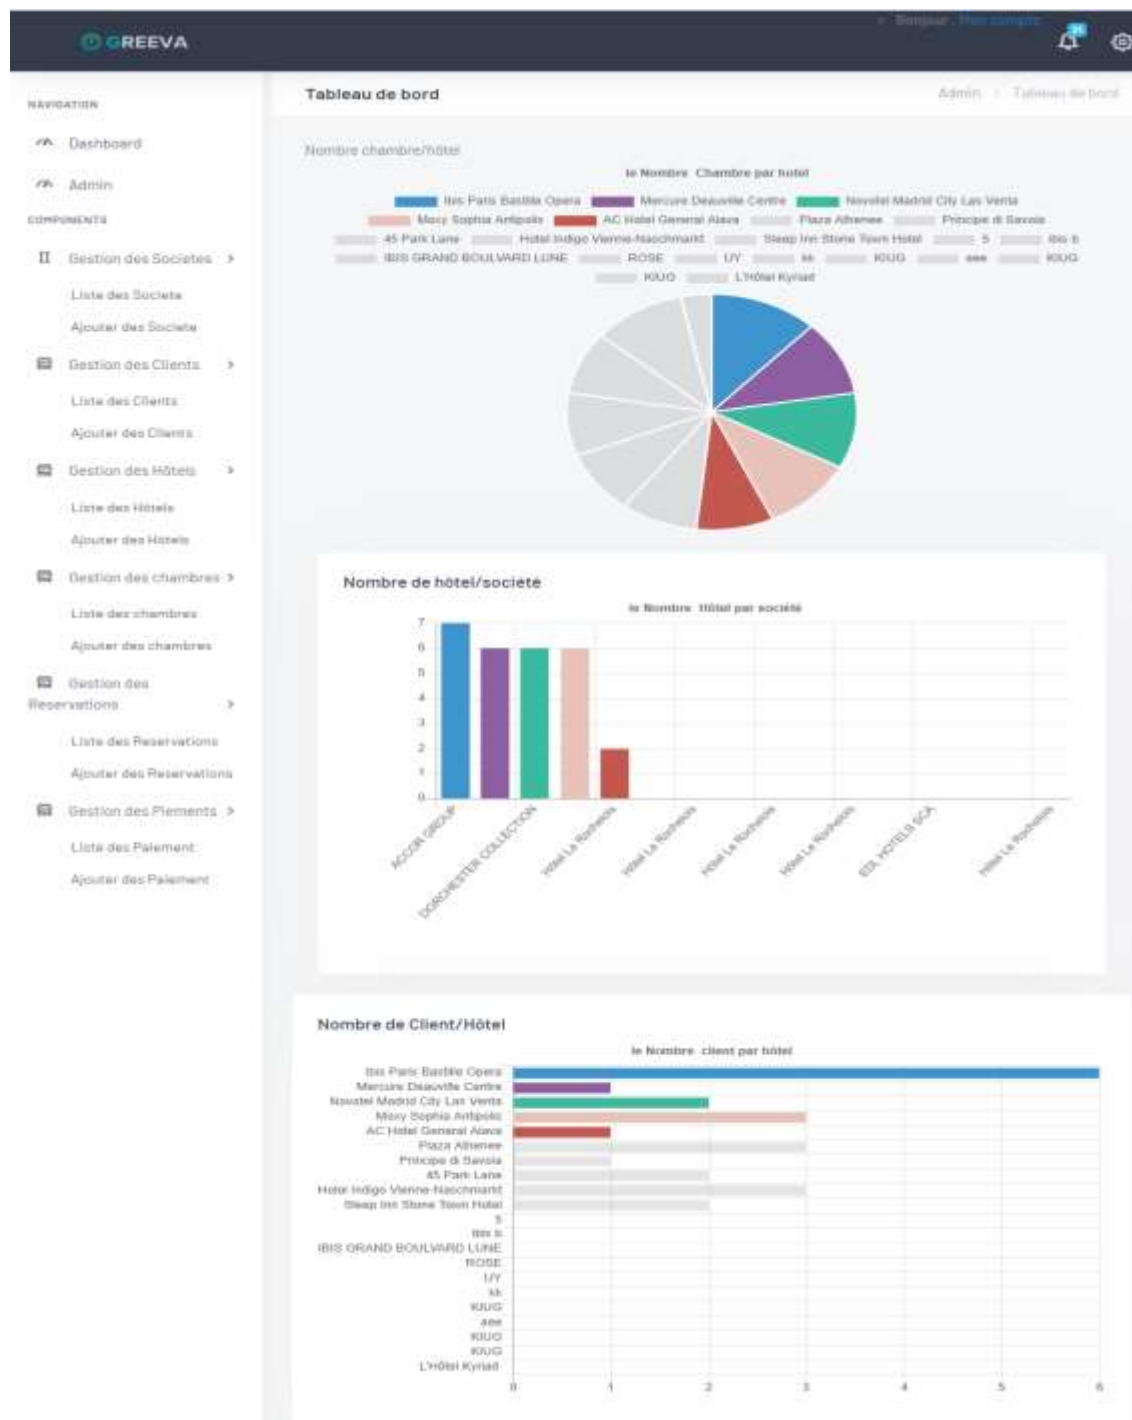 Bonjour , Mon compte
GREEVA
NAVIGATION
Dashboard
Admin
COMPONENTS
Gestion des Societes >
Liste des Societe
Ajouter des Societe
Gestion des Clients >
Liste des Clients
Ajouter des Clients
Gestion des Hôtels >
Liste des Hôtels
Ajouter des Hôtels
Gestion des chambres >
Liste des chambres
Ajouter des chambres
Gestion des
Reservations >
Liste des Reservations
Ajouter des Reservations
Gestion des Piements >
Liste des Paiement
Ajouter des Paiement
Tableau de bord
Admin > Tableau de bord
Nombre chambre/hôtel
le Nombre Chambre par hotel
Ibis Paris Bastille Opera Mercure Deauville Centre Novotel Madrid City Las Venta
Moxy Sophia Antipolis AC Hotel General Alava Plaza Athenee Principe di Savoia
45 Park Lane Hotel Indigo Vienne-Naschmarkt Sleep Inn Stone Town Hotel 5 ibis b
IBIS GRAND BOULVARD LUNE ROSE UY kk KIUG aee KIUG
KIUG L'Hôtel Kyriad
Nombre de hôtel/société
le Nombre Hôtel par société
7
6
5
4
3
2
1
0
ACCOR GROUP
DORCHESTER COLLECTION
Hôtel La Rochelois
Hôtel La Rochelois
Hôtel La Rochelois
Hôtel La Rochelois
EDL HOTELS SCA
Hôtel La Rochelois
Nombre de Client/Hôtel
le Nombre client par hôtel
Ibis Paris Bastille Opera
Mercure Deauville Centre
Novotel Madrid City Las Venta
Moxy Sophia Antipolis
AC Hotel General Alava
Plaza Athenee
Principe di Savoia
45 Park Lane
Hotel Indigo Vienne-Naschmarkt
Sleep Inn Stone Town Hotel
5
ibis b
IBIS GRAND BOULVARD LUNE
ROSE
UY
kk
KIUG
aee
KIUG
KIUG
L'Hôtel Kyriad
0 1 2 3 4 5 6